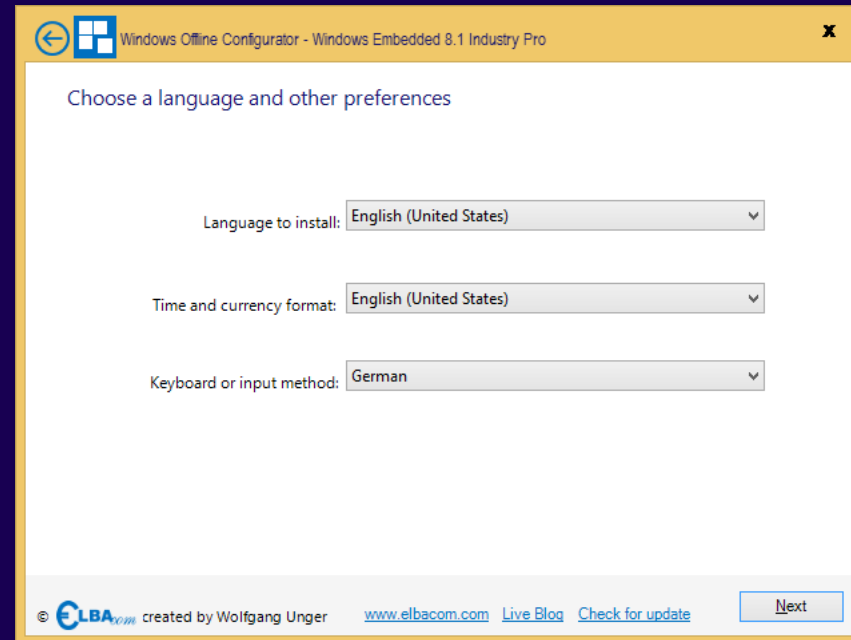 Windows Offline Configurator - Windows Embedded 8.1 Industry Pro
x
Choose a language and other preferences
Language to install: English (United States)
Time and currency format: English (United States)
Keyboard or input method: German
© ELBAcom created by Wolfgang Unger www.elbacom.com Live Blog Check for update Next